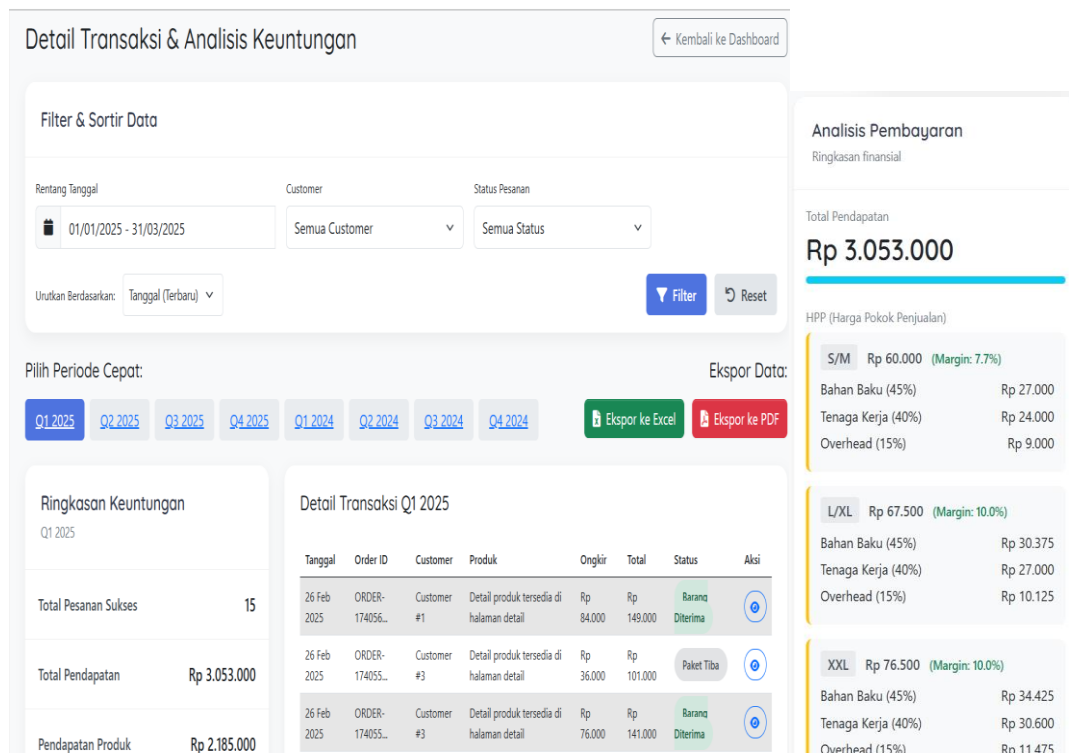 Detail Transaksi & Analisis Keuntungan
Kembali ke Dashboard
Filter & Sortir Data
Rentang Tanggal Customer Status Pesanan
01/01/2025 - 31/03/2025 Semua Customer Semua Status
Urutkan Berdasarkan: Tanggal (Terbaru) Filter Reset
Pilih Periode Cepat: Ekspor Data:
Q1 2025 Q2 2025 Q3 2025 Q4 2025 Q1 2024 Q2 2024 Q3 2024 Q4 2024 Ekspor ke Excel Ekspor ke PDF
Ringkasan Keuntungan
Q1 2025
Total Pesanan Sukses 15
Total Pendapatan Rp 3.053.000
Pendapatan Produk Rp 2.185.000
Detail Transaksi Q1 2025
Tanggal Order ID Customer Produk Ongkir Total Status Aksi
26 Feb ORDER- Customer Detail produk tersedia di Rp Rp Barang
2025 174056... #1 halaman detail 84.000 149.000 Diterima
26 Feb ORDER- Customer Detail produk tersedia di Rp Rp Paket Tiba
2025 174055... #3 halaman detail 36.000 101.000
26 Feb ORDER- Customer Detail produk tersedia di Rp Rp Barang
2025 174055... #3 halaman detail 76.000 141.000 Diterima
Analisis Pembayaran
Ringkasan finansial
Total Pendapatan
Rp 3.053.000
HPP (Harga Pokok Penjualan)
S/M Rp 60.000 (Margin: 7.7%)
Bahan Baku (45%) Rp 27.000
Tenaga Kerja (40%) Rp 24.000
Overhead (15%) Rp 9.000
L/XL Rp 67.500 (Margin: 10.0%)
Bahan Baku (45%) Rp 30.375
Tenaga Kerja (40%) Rp 27.000
Overhead (15%) Rp 10.125
XXL Rp 76.500 (Margin: 10.0%)
Bahan Baku (45%) Rp 34.425
Tenaga Kerja (40%) Rp 30.600
Overhead (15%) Rp 11.475